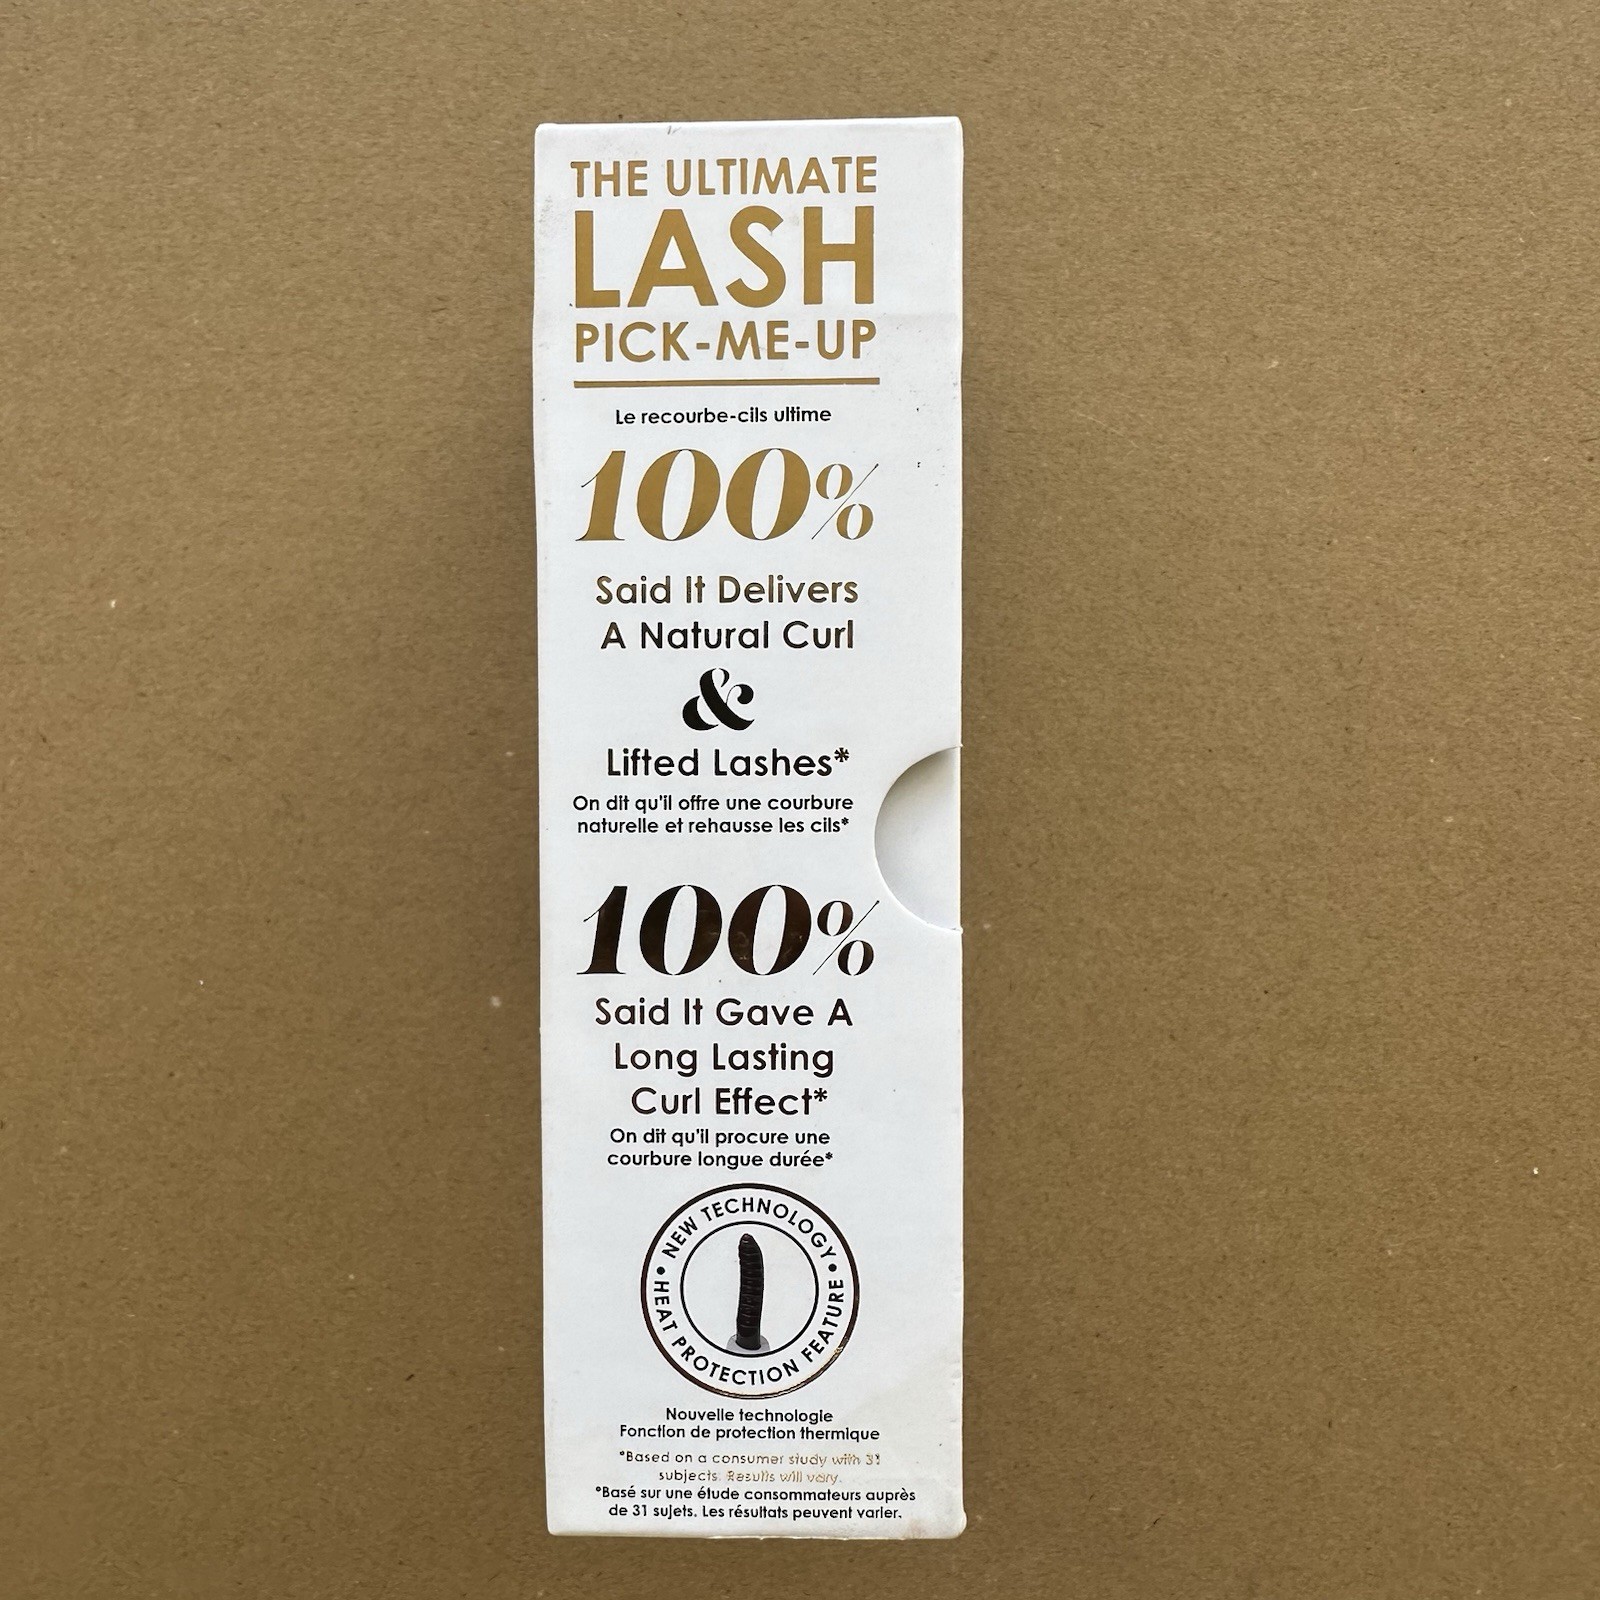 THE ULTIMATE
LASH
PICK-ME-UP
Le recourbe-cils ultime
100%
Said It Delivers
A Natural Curl
&
Lifted Lashes*
On dit qu'il offre une courbure
naturelle et rehausse les cils*
100%
Said It Gave A
Long Lasting
Curl Effect*
On dit qu'il procure une
courbure longue durée*
• NEW TECHNOLOGY •
HEAT PROTECTION FEATURE
Nouvelle technologie
Fonction de protection thermique
*Based on a consumer study with 31
subjects. Results will vary.
*Basé sur une étude consommateurs auprès
de 31 sujets. Les résultats peuvent varier.